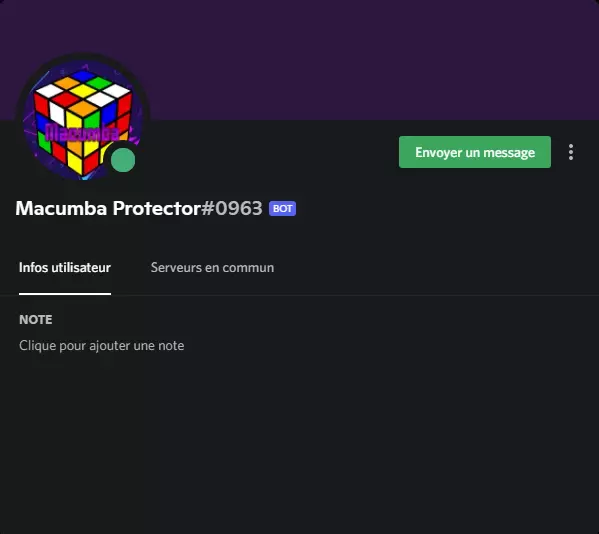 Macumba
Envoyer un message
Macumba Protector#0963 BOT
Infos utilisateur Serveurs en commun
NOTE
Clique pour ajouter une note